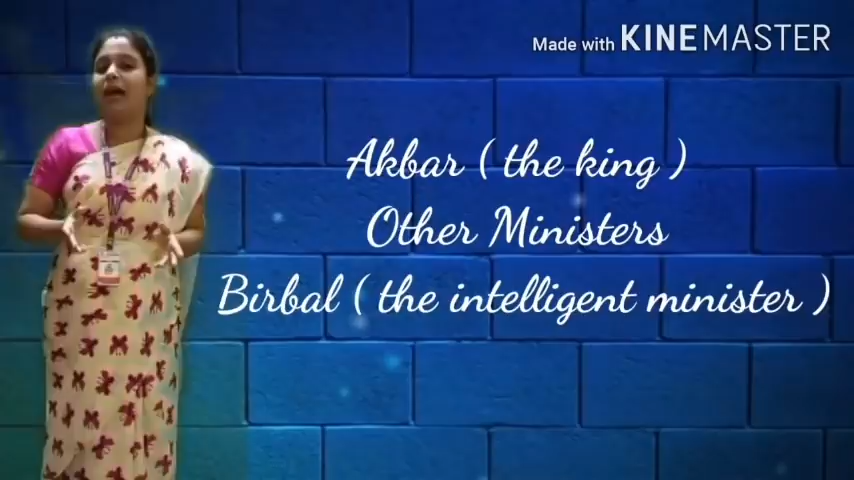 Made with KINEMASTER
Akbar ( the king )
Other Ministers
Birbal ( the intelligent minister )